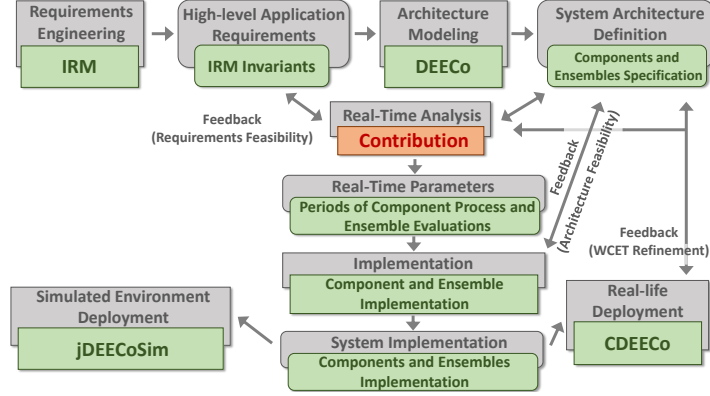 Requirements
Engineering
IRM
High-level Application
Requirements
IRM Invariants
Architecture
Modeling
DEECo
System Architecture
Definition
Components and
Ensembles Specification
Feedback
(Requirements Feasibility)
Real-Time Analysis
Contribution
Feedback
(Architecture Feasibility)
Real-Time Parameters
Periods of Component Process and
Ensemble Evaluations
Feedback
(WCET Refinement)
Implementation
Component and Ensemble
Implementation
Simulated Environment
Deployment
jDEECoSim
System Implementation
Components and Ensembles
Implementation
Real-life
Deployment
CDEECo